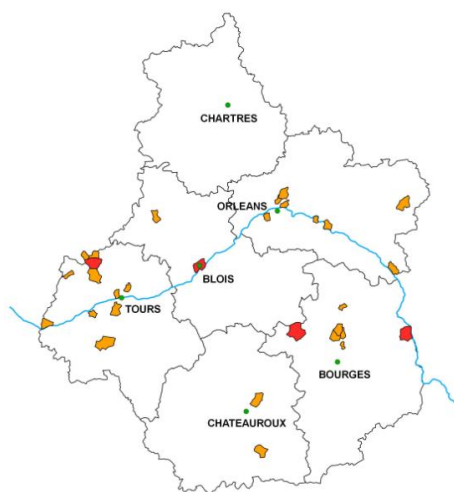 CHARTRES
ORLEANS
BLOIS
TOURS
BOURGES
CHATEAUROUX